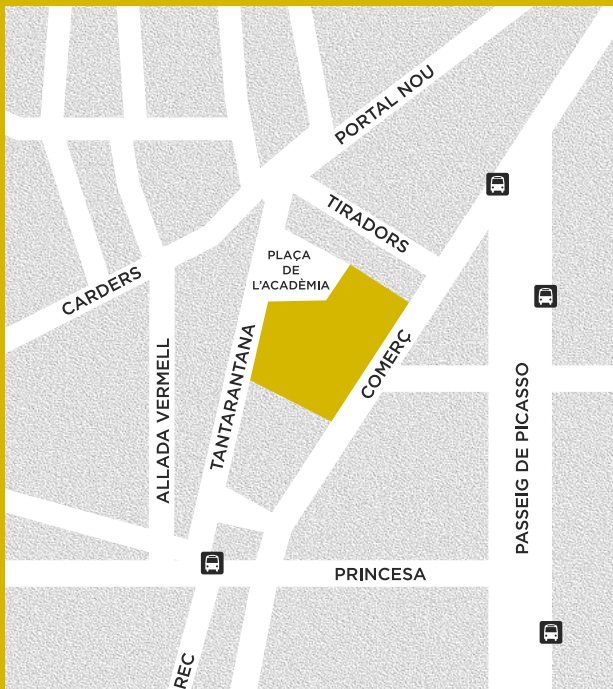 PORTAL NOU
TIRADORS
PLAÇA
DE
L'ACADÈMIA
CARDERS
COMERÇ
TANTARANTANA
ALLADA VERMELL
PASSEIG DE PICASSO
PRINCESA
REC